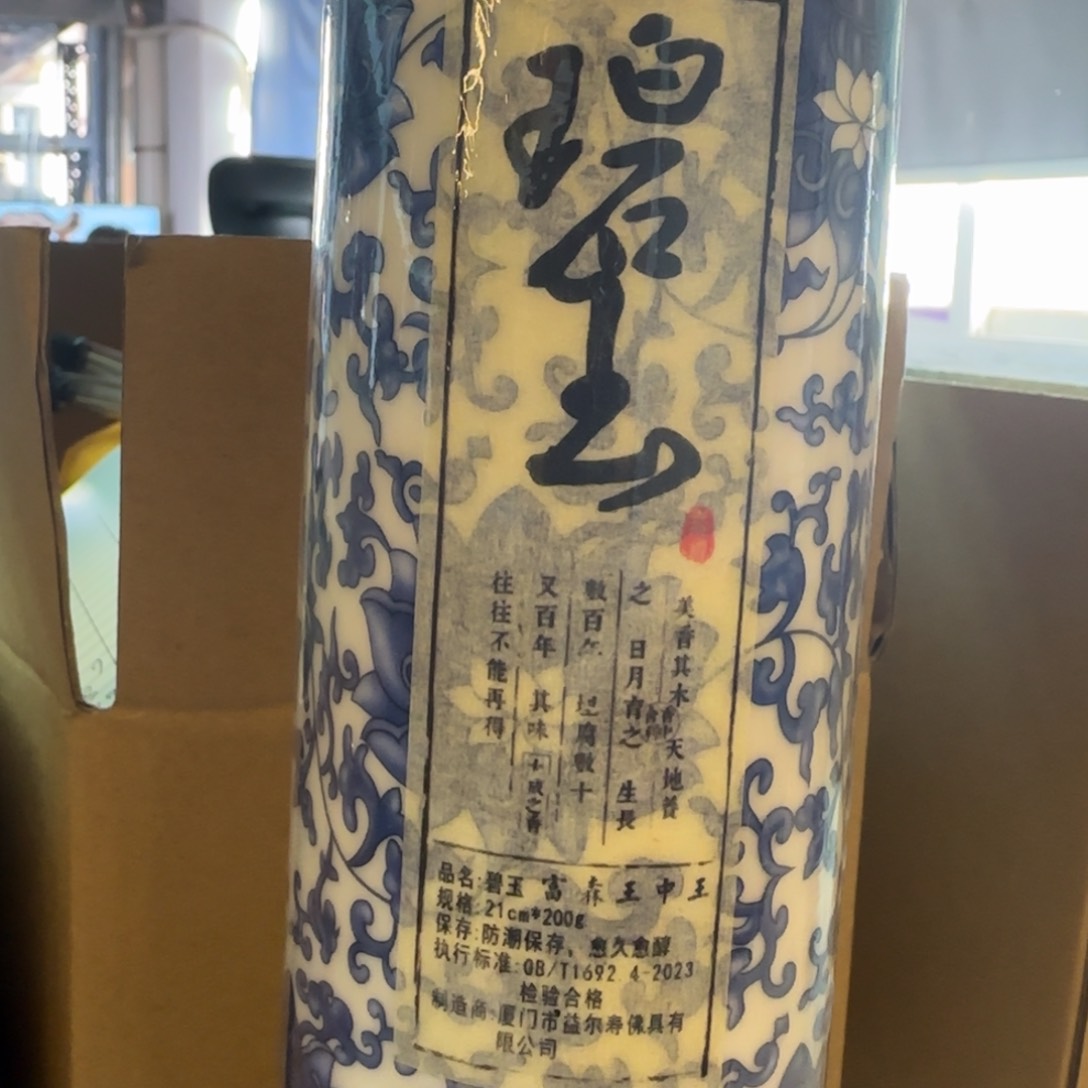 碧玉
美音其木 天地普
之 日月育之 生長
數百年 埋腐數十
又百年 其味
往往不能再得
品名:碧玉 富森王中王
规格:21cm*200g
保存:防潮保存，愈久愈醇
执行标准:QB/T1692.4-2023
检验合格
制造商:厦门市益尔寿佛具有
限公司